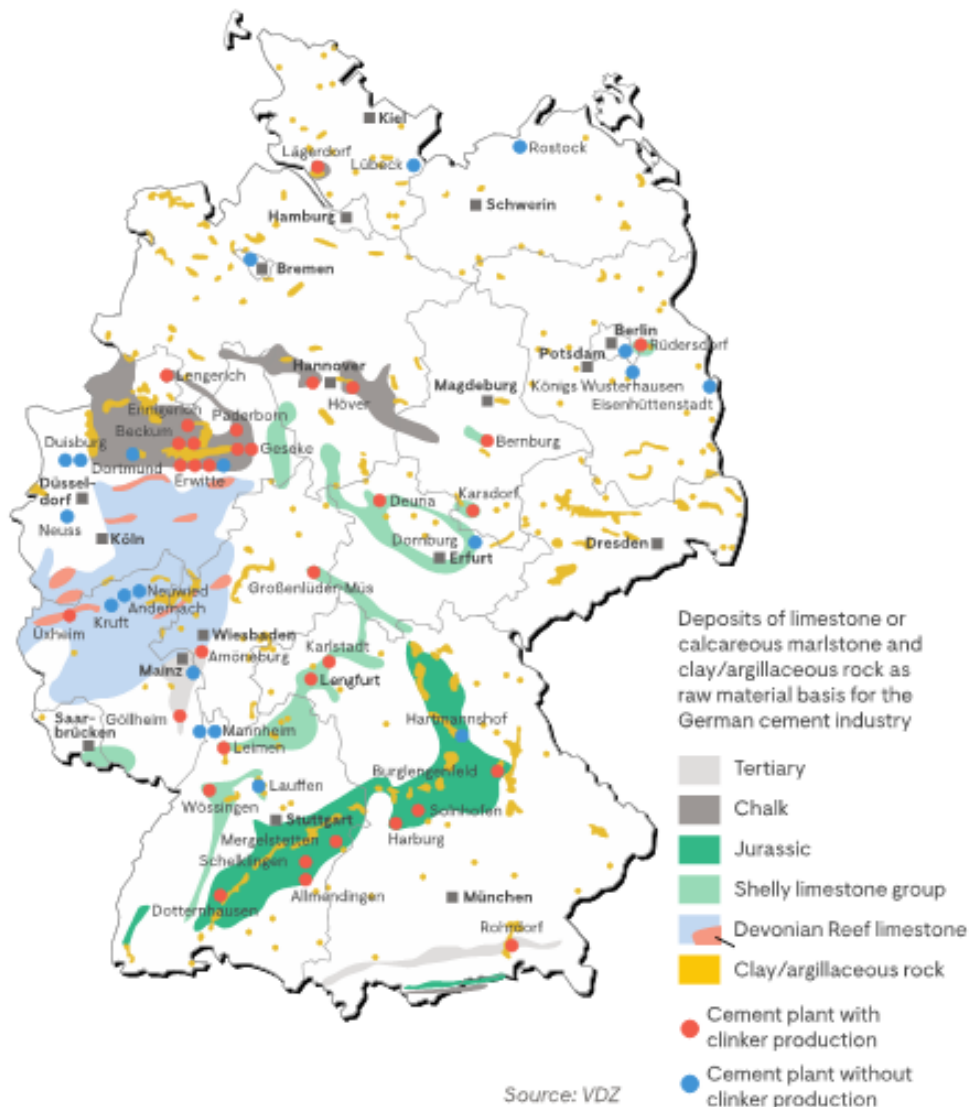 Kiel
Lägerdorf
Lübeck
Rostock
Hamburg
Schwerin
Bremen
Berlin
Rüdersdorf
Potsdam
Hannover
Königs Wusterhausen
Lengerich
Höver
Magdeburg
Eisenhüttenstadt
Ennigerloh
Paderborn
Beckum
Bernburg
Duisburg
Geseke
Dortmund
Erwitte
Düssel-
dorf
Deuna
Karsdorf
Neuss
Köln
Dornburg
Erfurt
Dresden
Großenlüder-Müs
Neuwied
Andernach
Kruft
Üxheim
Wiesbaden
Amöneburg
Karlstadt
Mainz
Lengfurt
Saar-
brücken
Göllheim
Mannheim
Leimen
Hartmannshof
Lauffen
Burglengenfeld
Wössingen
Stuttgart
Solnhofen
Mergelstetten
Harburg
Schelklingen
Allmendingen
München
Dotternhausen
Rohrdorf
Deposits of limestone or
calcareous marlstone and
clay/argillaceous rock as
raw material basis for the
German cement industry
Tertiary
Chalk
Jurassic
Shelly limestone group
Devonian Reef limestone
Clay/argillaceous rock
Cement plant with
clinker production
Cement plant without
clinker production
Source: VDZ